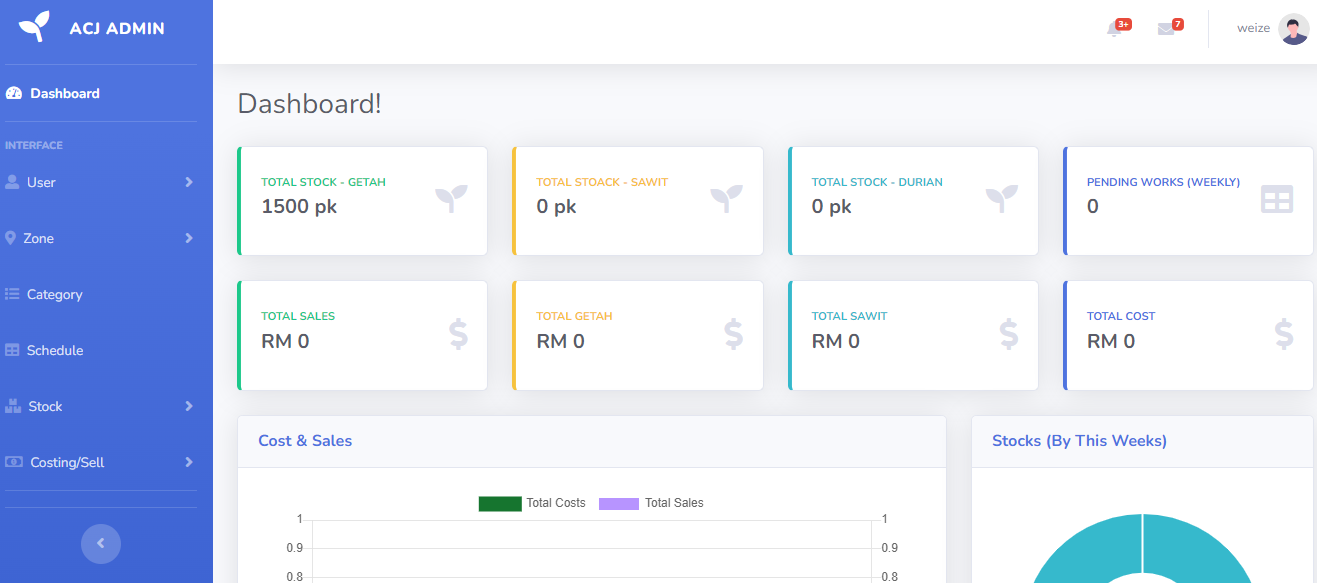 ACJ ADMIN
3+
7
weize
Dashboard
INTERFACE
User
Zone
Category
Schedule
Stock
Costing/Sell
Dashboard!
TOTAL STOCK - GETAH
1500 pk
TOTAL STOACK - SAWIT
0 pk
TOTAL STOCK - DURIAN
0 pk
PENDING WORKS (WEEKLY)
0
TOTAL SALES
RM 0
TOTAL GETAH
RM 0
TOTAL SAWIT
RM 0
TOTAL COST
RM 0
Cost & Sales
Total Costs Total Sales
1 1
0.9 0.9
0.8 0.8
Stocks (By This Weeks)